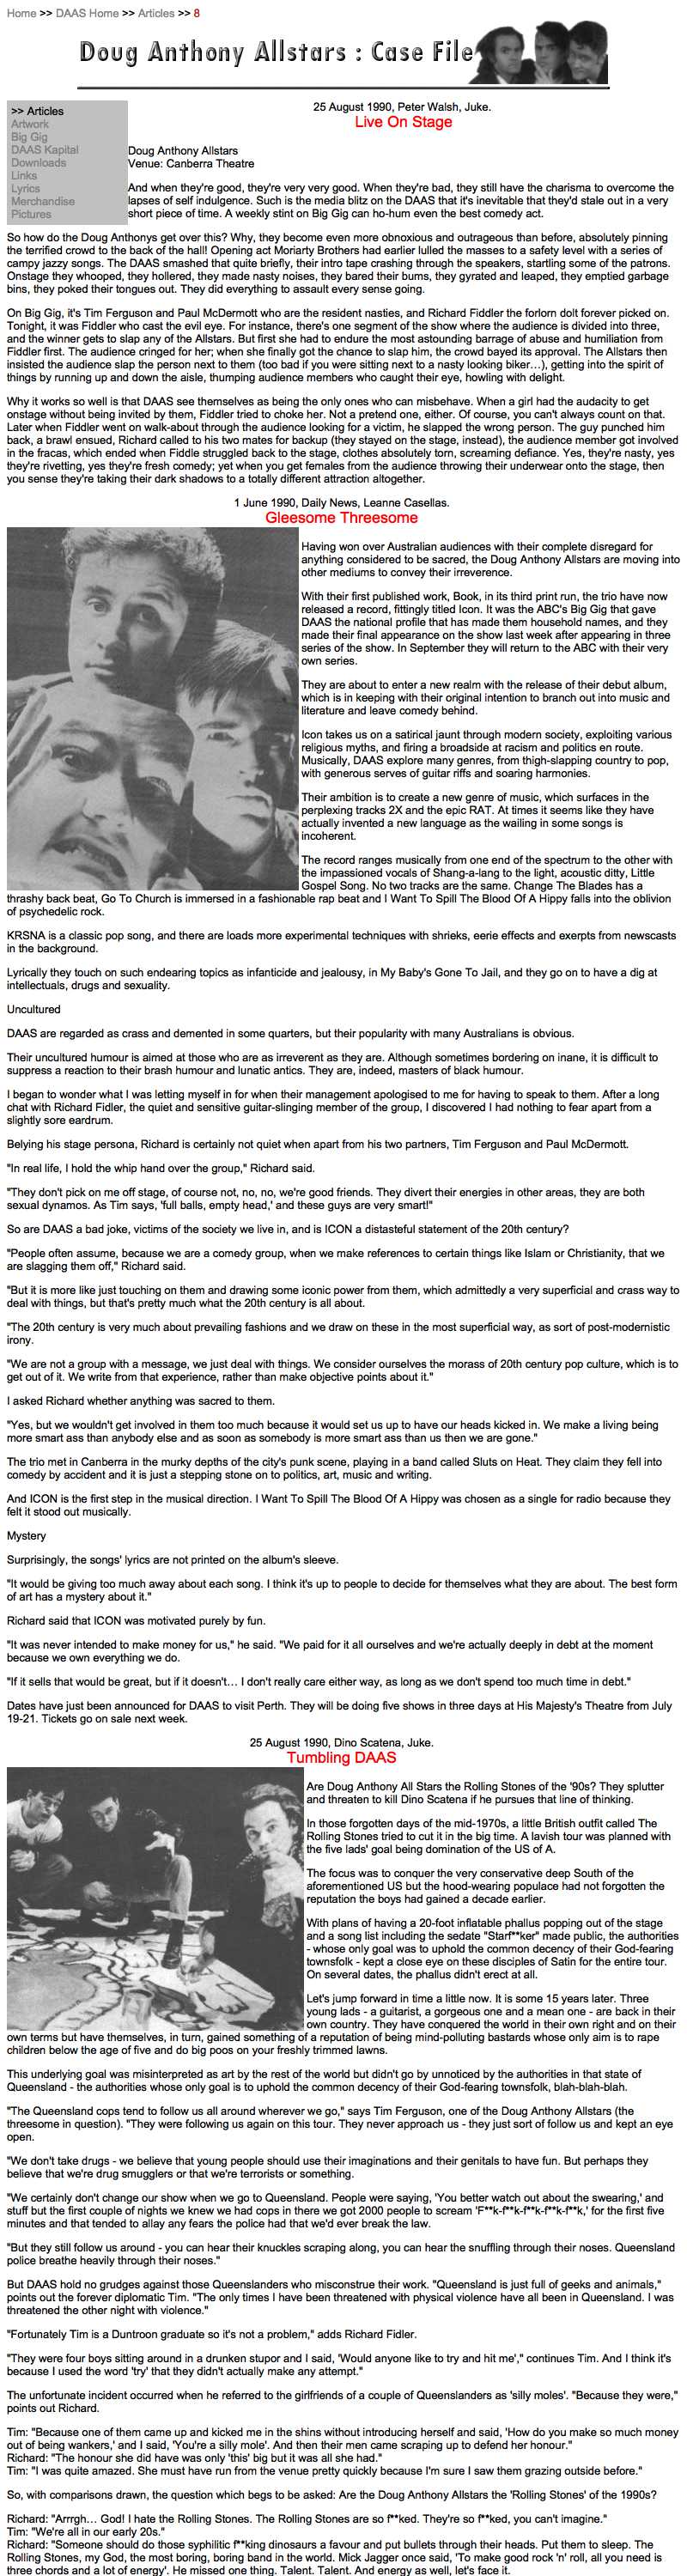 Home >> DAAS Home >> Articles >> 8
Doug Anthony Allstars : Case File
>> Articles
Artwork
Big Gig
DAAS Kapital
Downloads
Links
Lyrics
Merchandise
Pictures
25 August 1990, Peter Walsh, Juke.
Live On Stage
Doug Anthony Allstars
Venue: Canberra Theatre
And when they're good, they're very very good. When they're bad, they still have the charisma to overcome the
lapses of self indulgence. Such is the media blitz on the DAAS that it's inevitable that they'd stale out in a very
short piece of time. A weekly stint on Big Gig can ho-hum even the best comedy act.
So how do the Doug Anthonys get over this? Why, they become even more obnoxious and outrageous than before, absolutely pinning
the terrified crowd to the back of the hall! Opening act Moriarty Brothers had earlier lulled the masses to a safety level with a series of
campy jazzy songs. The DAAS smashed that quite briefly, their intro tape crashing through the speakers, startling some of the patrons.
Onstage they whooped, they hollered, they made nasty noises, they bared their bums, they gyrated and leaped, they emptied garbage
bins, they poked their tongues out. They did everything to assault every sense going.
On Big Gig, it's Tim Ferguson and Paul McDermott who are the resident nasties, and Richard Fiddler the forlorn dolt forever picked on.
Tonight, it was Fiddler who cast the evil eye. For instance, there's one segment of the show where the audience is divided into three,
and the winner gets to slap any of the Allstars. But first she had to endure the most astounding barrage of abuse and humiliation from
Fiddler first. The audience cringed for her; when she finally got the chance to slap him, the crowd bayed its approval. The Allstars then
insisted the audience slap the person next to them (too bad if you were sitting next to a nasty looking biker...), getting into the spirit of
things by running up and down the aisle, thumping audience members who caught their eye, howling with delight.
Why it works so well is that DAAS see themselves as being the only ones who can misbehave. When a girl had the audacity to get
onstage without being invited by them, Fiddler tried to choke her. Not a pretend one, either. Of course, you can't always count on that.
Later when Fiddler went on walk-about through the audience looking for a victim, he slapped the wrong person. The guy punched him
back, a brawl ensued, Richard called to his two mates for backup (they stayed on the stage, instead), the audience member got involved
in the fracas, which ended when Fiddle struggled back to the stage, clothes absolutely torn, screaming defiance. Yes, they're nasty, yes
they're rivetting, yes they're fresh comedy; yet when you get females from the audience throwing their underwear onto the stage, then
you sense they're taking their dark shadows to a totally different attraction altogether.
1 June 1990, Daily News, Leanne Casellas.
Gleesome Threesome
Having won over Australian audiences with their complete disregard for
anything considered to be sacred, the Doug Anthony Allstars are moving into
other mediums to convey their irreverence.
With their first published work, Book, in its third print run, the trio have now
released a record, fittingly titled Icon. It was the ABC's Big Gig that gave
DAAS the national profile that has made them household names, and they
made their final appearance on the show last week after appearing in three
series of the show. In September they will return to the ABC with their very
own series.
They are about to enter a new realm with the release of their debut album,
which is in keeping with their original intention to branch out into music and
literature and leave comedy behind.
Icon takes us on a satirical jaunt through modern society, exploiting various
religious myths, and firing a broadside at racism and politics en route.
Musically, DAAS explore many genres, from thigh-slapping country to pop,
with generous serves of guitar riffs and soaring harmonies.
Their ambition is to create a new genre of music, which surfaces in the
perplexing tracks 2X and the epic RAT. At times it seems like they have
actually invented a new language as the wailing in some songs is
incoherent.
The record ranges musically from one end of the spectrum to the other with
the impassioned vocals of Shang-a-lang to the light, acoustic ditty, Little
Gospel Song. No two tracks are the same. Change The Blades has a
thrashy back beat, Go To Church is immersed in a fashionable rap beat and I Want To Spill The Blood Of A Hippy falls into the oblivion
of psychedelic rock.
KRSNA is a classic pop song, and there are loads more experimental techniques with shrieks, eerie effects and exerpts from newscasts
in the background.
Lyrically they touch on such endearing topics as infanticide and jealousy, in My Baby's Gone To Jail, and they go on to have a dig at
intellectuals, drugs and sexuality.
Uncultured
DAAS are regarded as crass and demented in some quarters, but their popularity with many Australians is obvious.
Their uncultured humour is aimed at those who are as irreverent as they are. Although sometimes bordering on inane, it is difficult to
suppress a reaction to their brash humour and lunatic antics. They are, indeed, masters of black humour.
I began to wonder what I was letting myself in for when their management apologised to me for having to speak to them. After a long
chat with Richard Fidler, the quiet and sensitive guitar-slinging member of the group, I discovered I had nothing to fear apart from a
slightly sore eardrum.
Belying his stage persona, Richard is certainly not quiet when apart from his two partners, Tim Ferguson and Paul McDermott.
"In real life, I hold the whip hand over the group," Richard said.
"They don't pick on me off stage, of course not, no, no, we're good friends. They divert their energies in other areas, they are both
sexual dynamos. As Tim says, 'full balls, empty head,' and these guys are very smart!"
So are DAAS a bad joke, victims of the society we live in, and is ICON a distasteful statement of the 20th century?
"People often assume, because we are a comedy group, when we make references to certain things like Islam or Christianity, that we
are slagging them off," Richard said.
"But it is more like just touching on them and drawing some iconic power from them, which admittedly a very superficial and crass way to
deal with things, but that's pretty much what the 20th century is all about.
"The 20th century is very much about prevailing fashions and we draw on these in the most superficial way, as sort of post-modernistic
irony.
"We are not a group with a message, we just deal with things. We consider ourselves the morass of 20th century pop culture, which is to
get out of it. We write from that experience, rather than make objective points about it."
I asked Richard whether anything was sacred to them.
"Yes, but we wouldn't get involved in them too much because it would set us up to have our heads kicked in. We make a living being
more smart ass than anybody else and as soon as somebody is more smart ass than us then we are gone."
The trio met in Canberra in the murky depths of the city's punk scene, playing in a band called Sluts on Heat. They claim they fell into
comedy by accident and it is just a stepping stone on to politics, art, music and writing.
And ICON is the first step in the musical direction. I Want To Spill The Blood Of A Hippy was chosen as a single for radio because they
felt it stood out musically.
Mystery
Surprisingly, the songs' lyrics are not printed on the album's sleeve.
"It would be giving too much away about each song. I think it's up to people to decide for themselves what they are about. The best form
of art has a mystery about it."
Richard said that ICON was motivated purely by fun.
"It was never intended to make money for us," he said. "We paid for it all ourselves and we're actually deeply in debt at the moment
because we own everything we do.
"If it sells that would be great, but if it doesn't... I don't really care either way, as long as we don't spend too much time in debt."
Dates have just been announced for DAAS to visit Perth. They will be doing five shows in three days at His Majesty's Theatre from July
19-21. Tickets go on sale next week.
25 August 1990, Dino Scatena, Juke.
Tumbling DAAS
Are Doug Anthony All Stars the Rolling Stones of the '90s? They splutter
and threaten to kill Dino Scatena if he pursues that line of thinking.
In those forgotten days of the mid-1970s, a little British outfit called The
Rolling Stones tried to cut it in the big time. A lavish tour was planned with
the five lads' goal being domination of the US of A.
The focus was to conquer the very conservative deep South of the
aforementioned US but the hood-wearing populace had not forgotten the
reputation the boys had gained a decade earlier.
With plans of having a 20-foot inflatable phallus popping out of the stage
and a song list including the sedate "Starf**ker" made public, the authorities
- whose only goal was to uphold the common decency of their God-fearing
townsfolk - kept a close eye on these disciples of Satin for the entire tour.
On several dates, the phallus didn't erect at all.
Let's jump forward in time a little now. It is some 15 years later. Three
young lads - a guitarist, a gorgeous one and a mean one - are back in their
own country. They have conquered the world in their own right and on their
own terms but have themselves, in turn, gained something of a reputation of being mind-polluting bastards whose only aim is to rape
children below the age of five and do big poos on your freshly trimmed lawns.
This underlying goal was misinterpreted as art by the rest of the world but didn't go by unnoticed by the authorities in that state of
Queensland - the authorities whose only goal is to uphold the common decency of their God-fearing townsfolk, blah-blah-blah.
"The Queensland cops tend to follow us all around wherever we go," says Tim Ferguson, one of the Doug Anthony Allstars (the
threesome in question). "They were following us again on this tour. They never approach us - they just sort of follow us and kept an eye
open.
"We don't take drugs - we believe that young people should use their imaginations and their genitals to have fun. But perhaps they
believe that we're drug smugglers or that we're terrorists or something.
"We certainly don't change our show when we go to Queensland. People were saying, 'You better watch out about the swearing,' and
stuff but the first couple of nights we knew we had cops in there we got 2000 people to scream 'F**k-f**k-f**k-f**k-f**k,' for the first five
minutes and that tended to allay any fears the police had that we'd ever break the law.
"But they still follow us around - you can hear their knuckles scraping along, you can hear the snuffling through their noses. Queensland
police breathe heavily through their noses."
But DAAS hold no grudges against those Queenslanders who misconstrue their work. "Queensland is just full of geeks and animals,"
points out the forever diplomatic Tim. "The only times I have been threatened with physical violence have all been in Queensland. I was
threatened the other night with violence."
"Fortunately Tim is a Duntroon graduate so it's not a problem," adds Richard Fidler.
"They were four boys sitting around in a drunken stupor and I said, 'Would anyone like to try and hit me'," continues Tim. And I think it's
because I used the word 'try' that they didn't actually make any attempt."
The unfortunate incident occurred when he referred to the girlfriends of a couple of Queenslanders as 'silly moles'. "Because they were,"
points out Richard.
Tim: "Because one of them came up and kicked me in the shins without introducing herself and said, 'How do you make so much money
out of being wankers,' and I said, 'You're a silly mole'. And then their men came scraping up to defend her honour."
Richard: "The honour she did have was only 'this' big but it was all she had."
Tim: "I was quite amazed. She must have run from the venue pretty quickly because I'm sure I saw them grazing outside before."
So, with comparisons drawn, the question which begs to be asked: Are the Doug Anthony Allstars the 'Rolling Stones' of the 1990s?
Richard: "Arrrgh... God! I hate the Rolling Stones. The Rolling Stones are so f**ked. They're so f**ked, you can't imagine."
Tim: "We're all in our early 20s."
Richard: "Someone should do those syphilitic f**king dinosaurs a favour and put bullets through their heads. Put them to sleep. The
Rolling Stones, my God, the most boring, boring band in the world. Mick Jagger once said, 'To make good rock 'n' roll, all you need is
three chords and a lot of energy'. He missed one thing. Talent. Talent. And energy as well, let's face it.